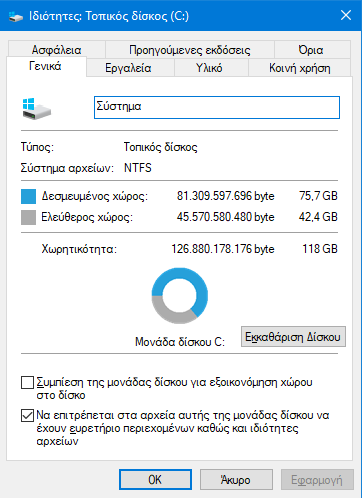 Ιδιότητες: Τοπικός δίσκος (C:)
Ασφάλεια Προηγούμενες εκδόσεις Όρια
Γενικά Εργαλεία Υλικό Κοινή χρήση
Σύστημα
Τύπος: Τοπικός δίσκος
Σύστημα αρχείων: NTFS
Δεσμευμένος χώρος: 81.309.597.696 byte 75,7 GB
Ελεύθερος χώρος: 45.570.580.480 byte 42,4 GB
Χωρητικότητα: 126.880.178.176 byte 118 GB
Μονάδα δίσκου C: Εκκαθάριση Δίσκου
Συμπίεση της μονάδας δίσκου για εξοικονόμηση χώρου
στο δίσκο
Να επιτρέπεται στα αρχεία αυτής της μονάδας δίσκου να
έχουν ευρετήριο περιεχομένων καθώς και ιδιότητες
αρχείων
OK Άκυρο Εφαρμογή